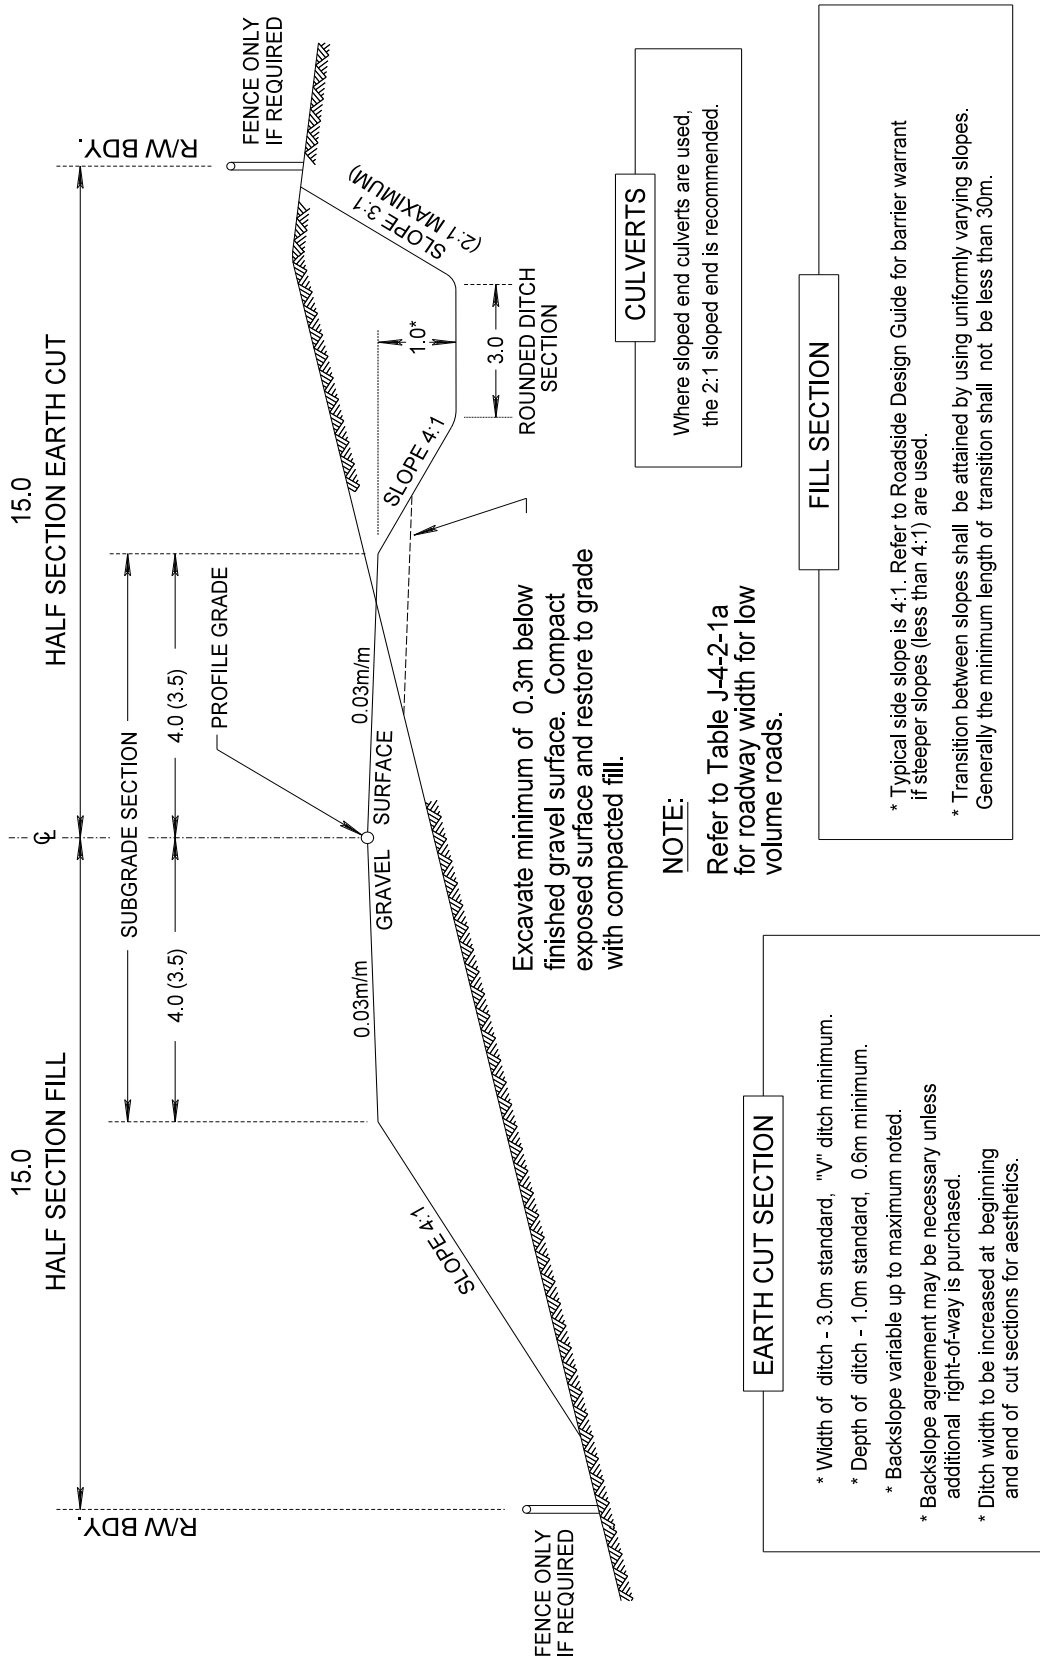 15.0
HALF SECTION FILL
15.0
HALF SECTION EARTH CUT
R/W BDY.
℄
R/W BDY.
SUBGRADE SECTION
4.0 (3.5)
4.0 (3.5)
PROFILE GRADE
FENCE ONLY
IF REQUIRED
0.03m/m
0.03m/m
GRAVEL SURFACE
SLOPE 4:1
SLOPE 4:1
1.0*
3.0
SLOPE 3:1
(2:1 MAXIMUM)
ROUNDED DITCH
SECTION
FENCE ONLY
IF REQUIRED
Excavate minimum of 0.3m below
finished gravel surface. Compact
exposed surface and restore to grade
with compacted fill.
NOTE:
Refer to Table J-4-2-1a
for roadway width for low
volume roads.
CULVERTS
Where sloped end culverts are used,
the 2:1 sloped end is recommended.
EARTH CUT SECTION
* Width of ditch - 3.0m standard, "V" ditch minimum.
* Depth of ditch - 1.0m standard, 0.6m minimum.
* Backslope variable up to maximum noted.
* Backslope agreement may be necessary unless
additional right-of-way is purchased.
* Ditch width to be increased at beginning
and end of cut sections for aesthetics.
FILL SECTION
* Typical side slope is 4:1. Refer to Roadside Design Guide for barrier warrant
if steeper slopes (less than 4:1) are used.
* Transition between slopes shall be attained by using uniformly varying slopes.
Generally the minimum length of transition shall not be less than 30m.